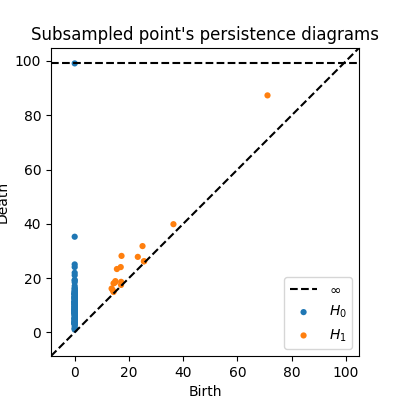 Subsampled point's persistence diagrams
100
80
60
40
20
0
Death
∞
H₀
H₁
0 20 40 60 80 100
Birth